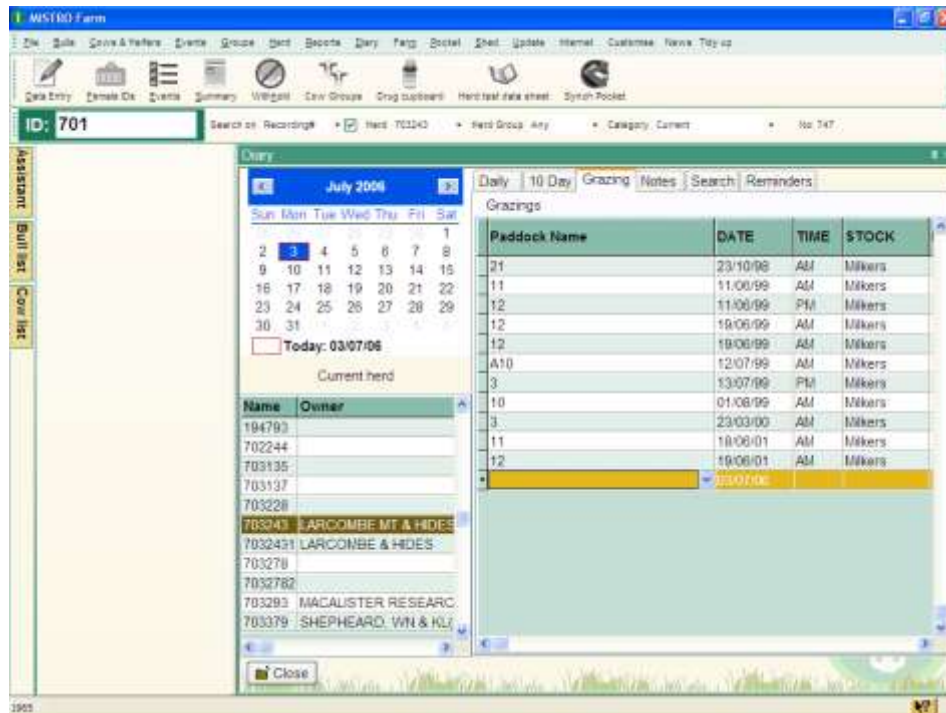 MISTRO Farm
File Bulls Cows & Heifers Events Groups Herd Reports Diary Farm Pocket Shed Update Internet Customise News Tidy up
Data Entry Female IDs Events Summary Withhold Cow Groups Drug cupboard Herd test data sheet Synch Pocket
ID: 701 Search on Recording# Herd 703243 Herd Group Any Category Current No 747
Assistant
Bull list
Cow list
Diary
July 2006
Sun Mon Tue Wed Thu Fri Sat
1
2 3 4 5 6 7 8
9 10 11 12 13 14 15
16 17 18 19 20 21 22
23 24 25 26 27 28 29
30 31
Today: 03/07/06
Current herd
Name Owner
194793
702244
703135
703137
703228
703243 LARCOMBE MT & HIDES
7032431 LARCOMBE & HIDES
703278
7032782
703293 MACALISTER RESEARC
703379 SHEPHEARD, WN & KL(
Close
Daily 10 Day Grazing Notes Search Reminders
Grazings
Paddock Name DATE TIME STOCK
21 23/10/98 AM Milkers
11 11/06/99 AM Milkers
12 11/06/99 PM Milkers
12 19/06/99 AM Milkers
12 19/06/99 AM Milkers
A10 12/07/99 AM Milkers
3 13/07/99 PM Milkers
10 01/08/99 AM Milkers
3 23/03/00 AM Milkers
11 18/06/01 AM Milkers
12 19/06/01 AM Milkers
03/07/06